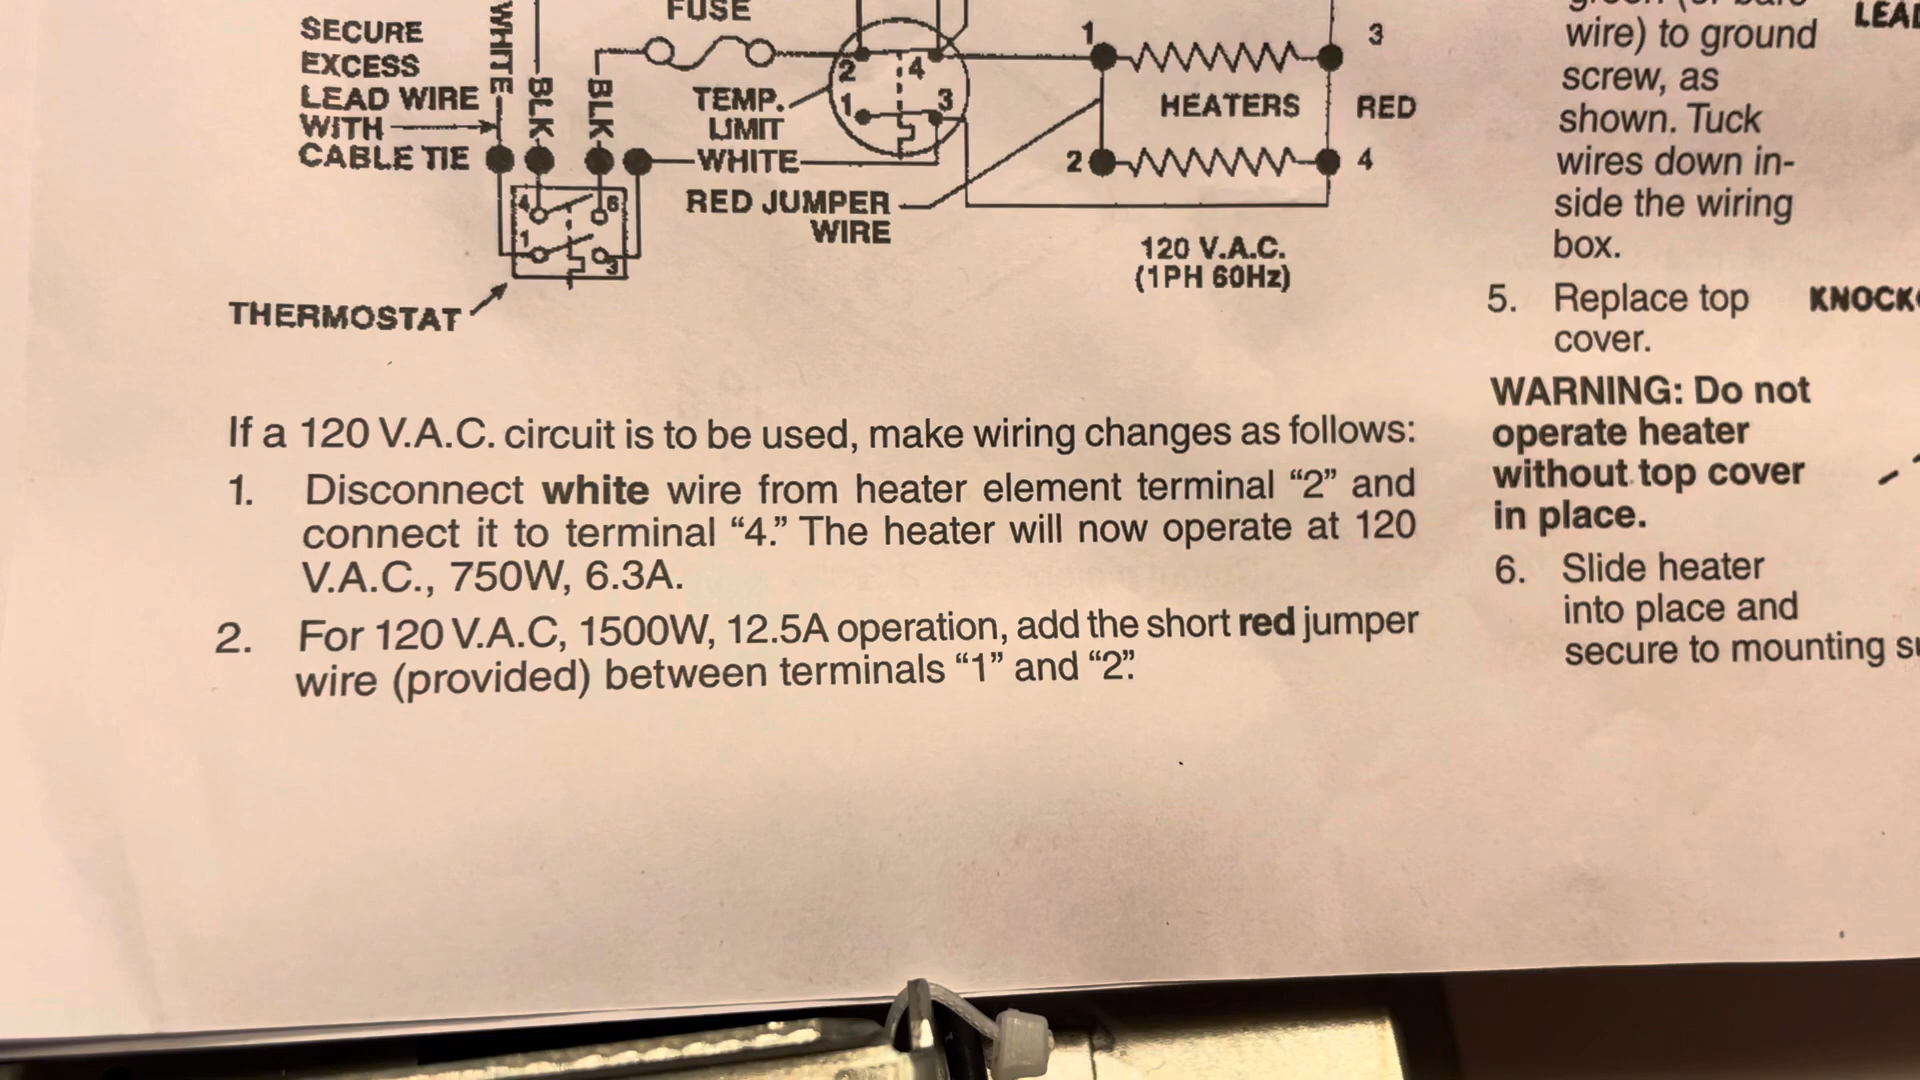 FUSE
SECURE
EXCESS
LEAD WIRE
WITH
CABLE TIE
WHITE
BLK
BLK
2
4
1
3
TEMP.
LIMIT
WHITE
1
3
HEATERS
RED
2
4
RED JUMPER
WIRE
4
6
1
3
120 V.A.C.
(1PH 60Hz)
THERMOSTAT
If a 120 V.A.C. circuit is to be used, make wiring changes as follows:
1. Disconnect white wire from heater element terminal “2” and
connect it to terminal “4.” The heater will now operate at 120
V.A.C., 750W, 6.3A.
2. For 120 V.A.C, 1500W, 12.5A operation, add the short red jumper
wire (provided) between terminals “1” and “2”.
wire) to ground
screw, as
shown. Tuck
wires down in-
side the wiring
box.
5. Replace top
cover.
WARNING: Do not
operate heater
without top cover
in place.
6. Slide heater
into place and
secure to mounting